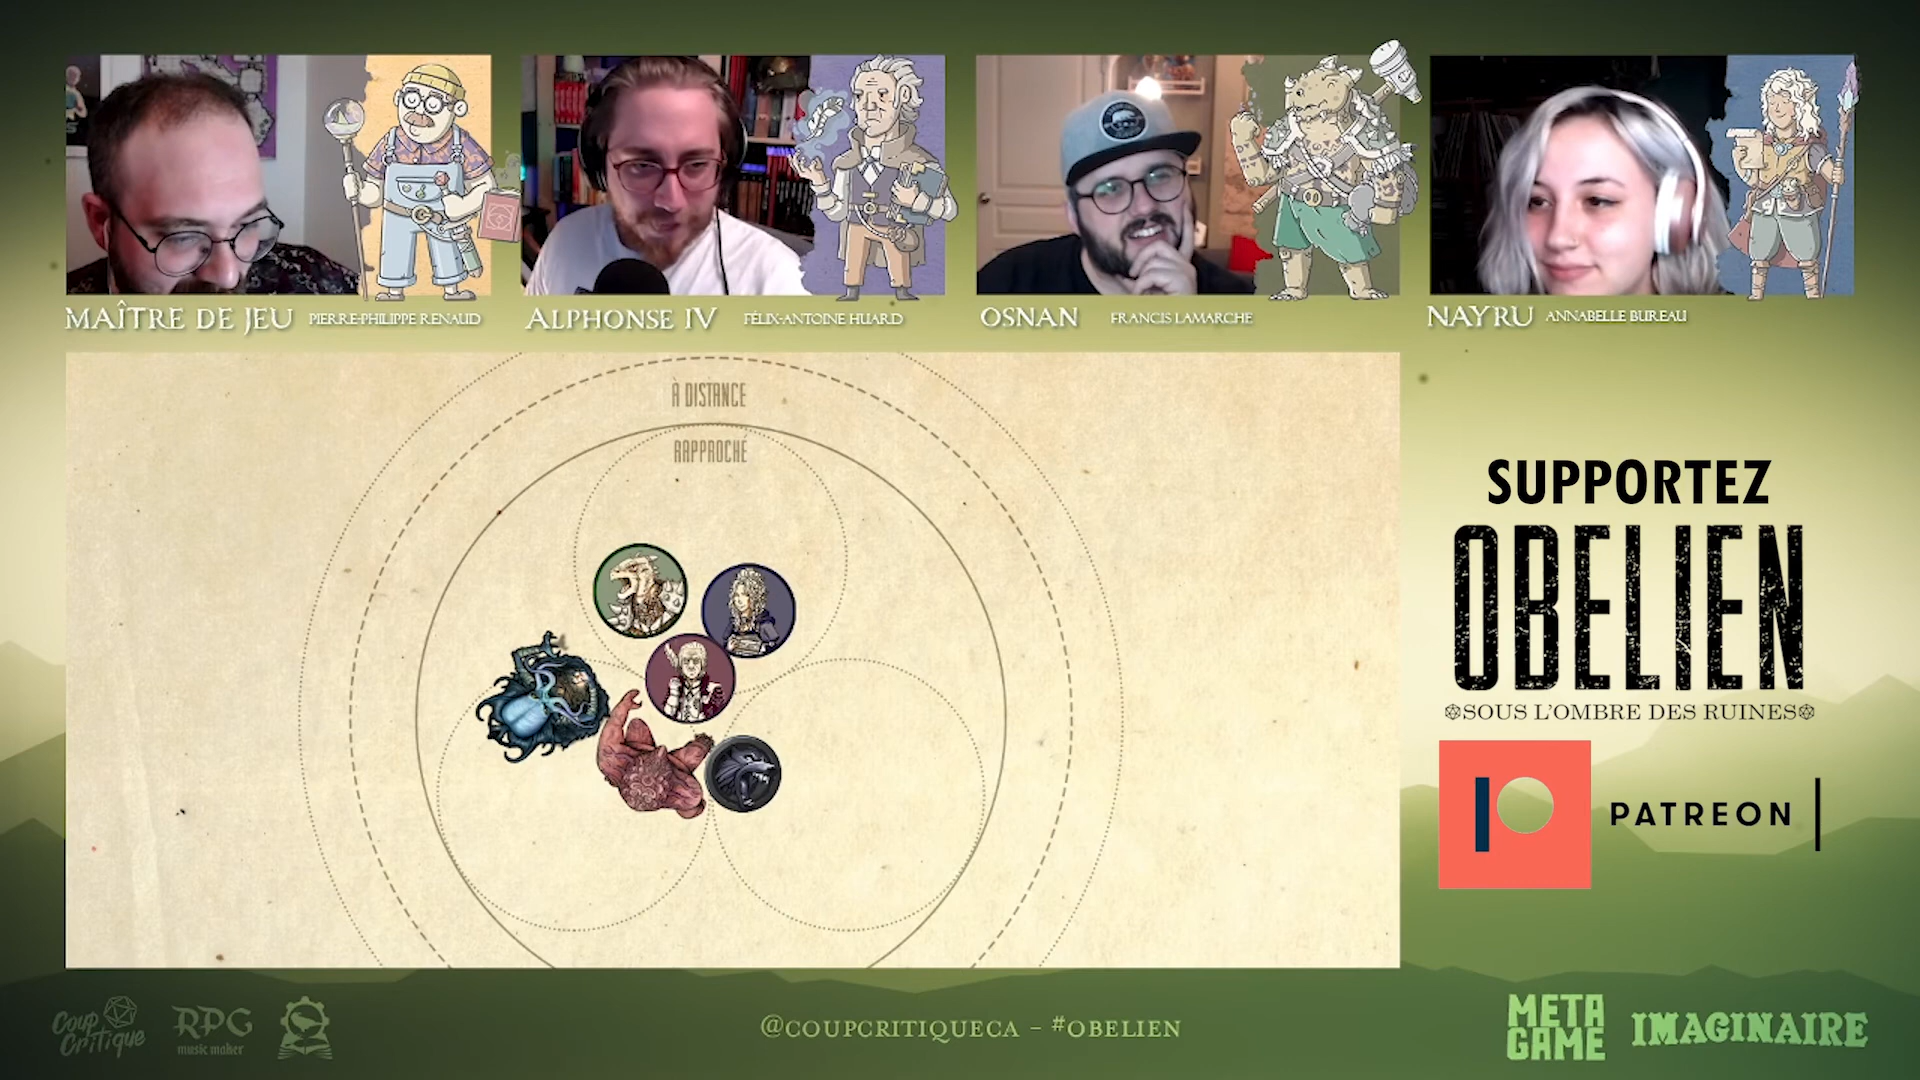 MAÎTRE DE JEU PIERRE-PHILIPPE RENAUD
ALPHONSE IV FÉLIX-ANTOINE HUARD
OSNAN FRANCIS LAMARCHE
NAYRU ANNABELLE BUREAU
À DISTANCE
RAPPROCHÉ
SUPPORTEZ
OBELIEN
SOUS L'OMBRE DES RUINES
PATREON
Coup Critique
RPG
music maker
@COUPCRITIQUECA - #OBELIEN
META
GAME
IMAGINAIRE